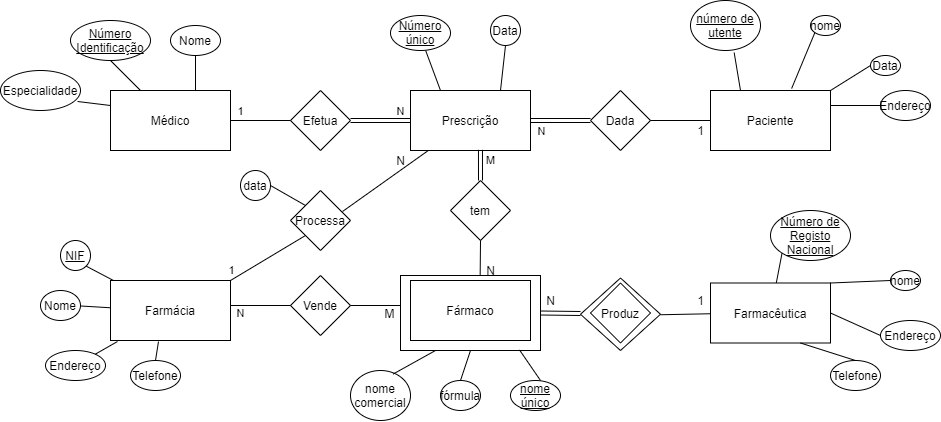 Número
Identificação
Nome
Especialidade
Médico
1
Efetua
N
Número
único
Data
Prescrição
N
Dada
1
número de
utente
nome
Data
Endereço
Paciente
N
M
data
Processa
1
tem
N
NIF
Nome
Farmácia
Endereço
Telefone
N
Vende
M
Fármaco
nome
comercial
fórmula
nome
único
N
Produz
1
Número de
Registo
Nacional
nome
Farmacêutica
Endereço
Telefone